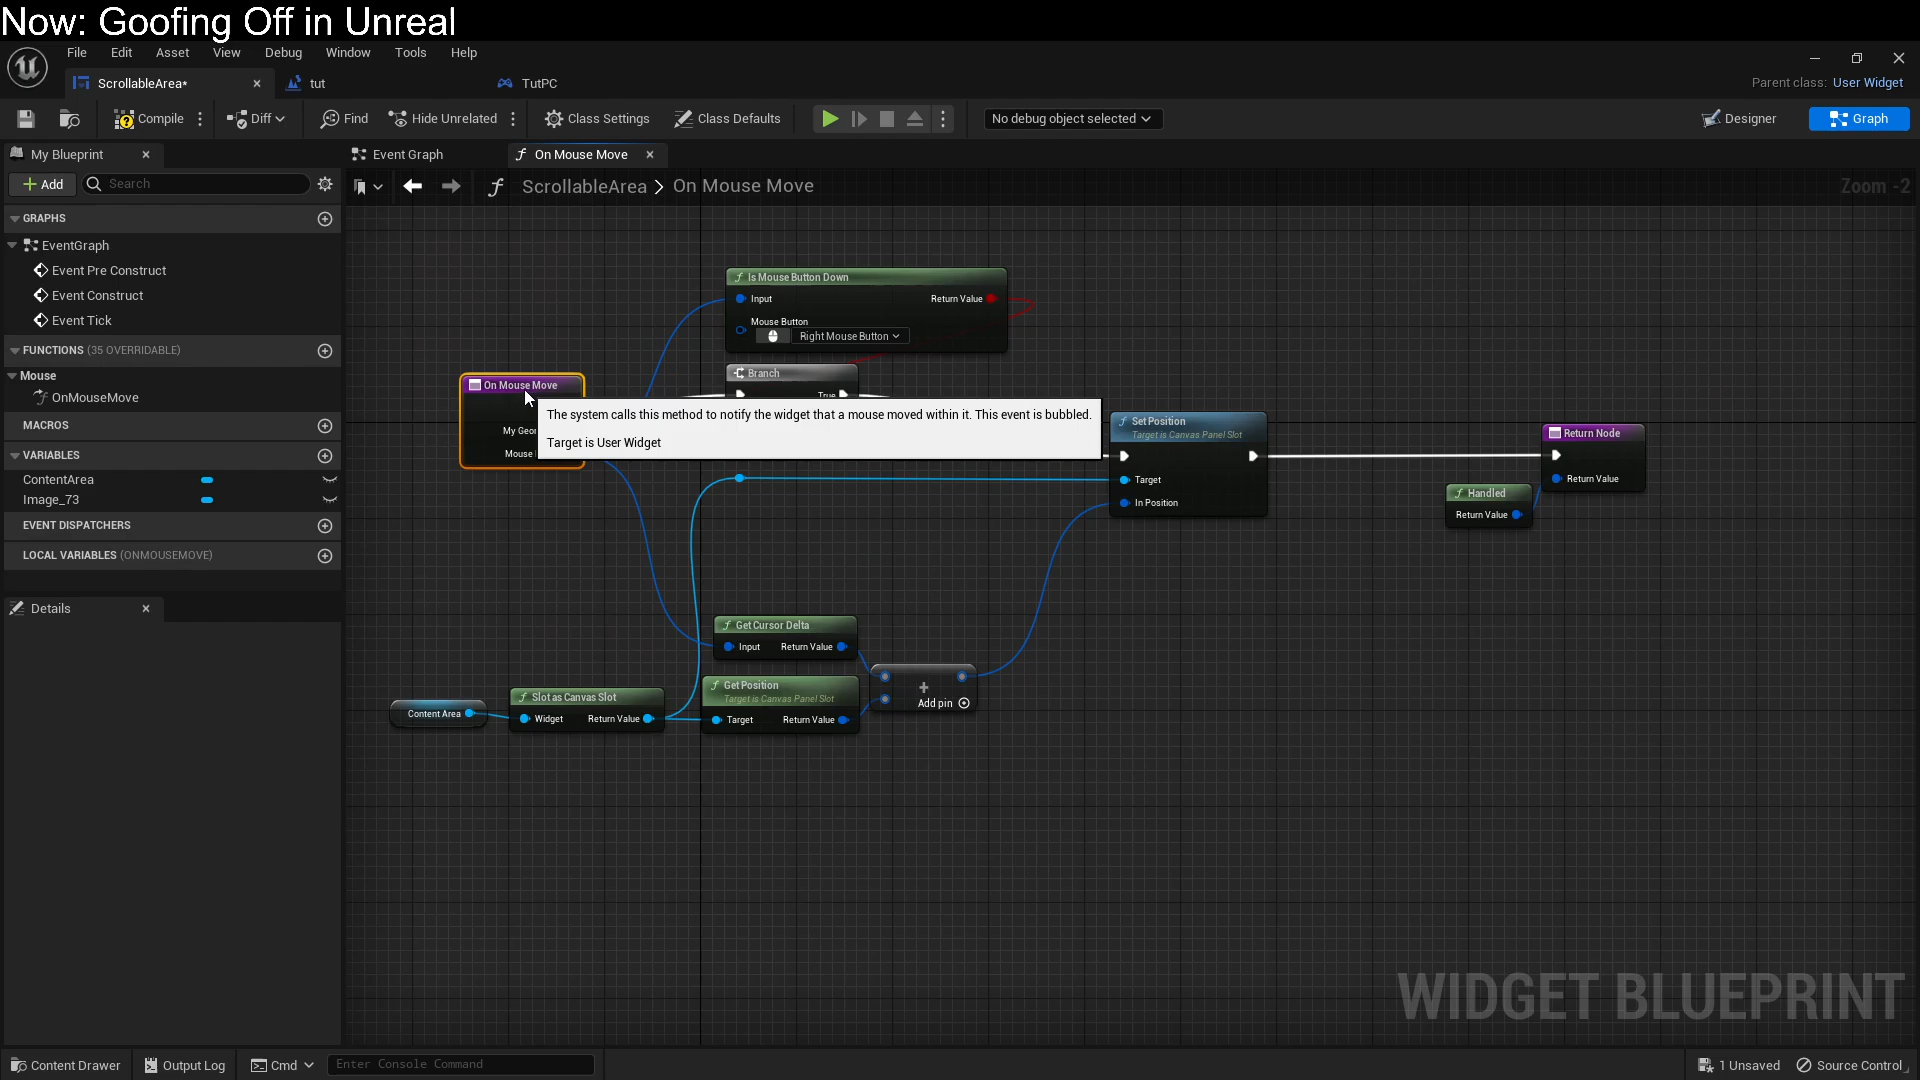 Now: Goofing Off in Unreal
File Edit Asset View Debug Window Tools Help
ScrollableArea* tut TutPC
Parent class: User Widget
Compile Diff Find Hide Unrelated Class Settings Class Defaults No debug object selected Designer Graph
My Blueprint Event Graph On Mouse Move
Add Search ScrollableArea > On Mouse Move Zoom -2
GRAPHS
EventGraph
Event Pre Construct
Event Construct
Event Tick
FUNCTIONS (35 OVERRIDABLE)
Mouse
OnMouseMove
MACROS
VARIABLES
ContentArea
Image_73
EVENT DISPATCHERS
LOCAL VARIABLES (ONMOUSEMOVE)
Details
Is Mouse Button Down
Input Return Value
Mouse Button
Right Mouse Button
Branch
True
On Mouse Move
My Geo
Mouse
The system calls this method to notify the widget that a mouse moved within it. This event is bubbled.
Target is User Widget
Set Position
Target is Canvas Panel Slot
Target
In Position
Return Node
Return Value
Handled
Return Value
Get Cursor Delta
Input Return Value
Get Position
Target is Canvas Panel Slot
Target Return Value
Add pin
Slot as Canvas Slot
Widget Return Value
Content Area
WIDGET BLUEPRINT
Content Drawer Output Log Cmd Enter Console Command 1 Unsaved Source Control